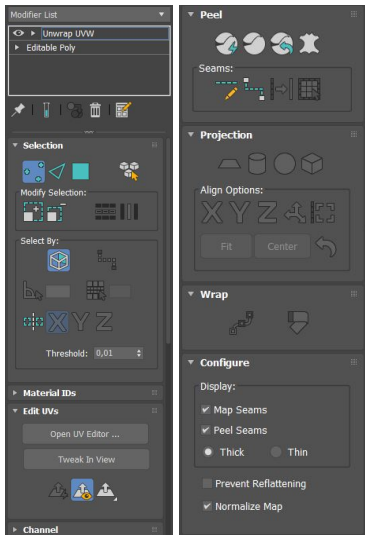 Modifier List
Unwrap UVW
Editable Poly
Selection
Modify Selection:
Select By:
X Y Z
Threshold: 0,01
Material IDs
Edit UVs
Open UV Editor ...
Tweak In View
Channel
Peel
Seams:
Projection
Align Options:
X Y Z
Fit Center
Wrap
Configure
Display:
Map Seams
Peel Seams
Thick Thin
Prevent Reflattening
Normalize Map